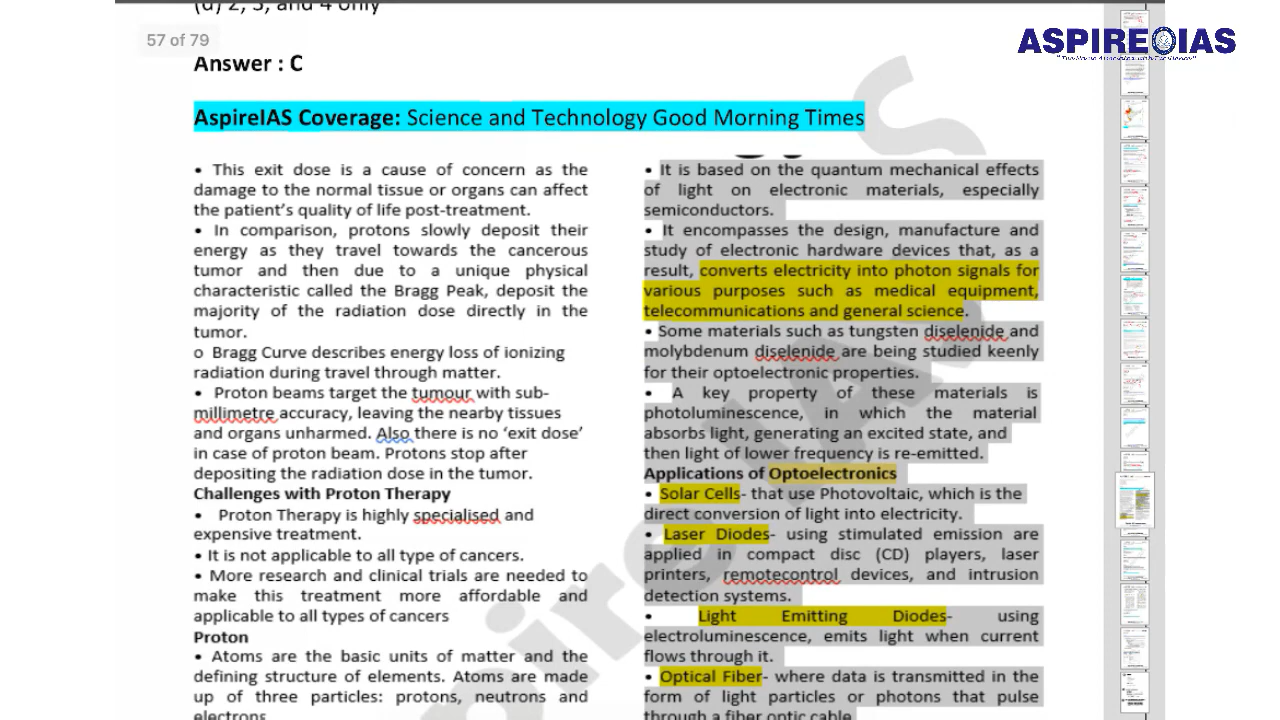 (d) 2, 3, and 4 only
57 of 79
ASPIRE IAS
Answer : C
AspireIAS Coverage: Science and Technology Good Morning Times
• This exit dose is a cause of concern as the
damage to the normal tissue or organs can affect
the patient's quality of life post-treatment.
• In comparison, protons slowly deposit their
energy as they travel towards the cancerous
tumor and then due to a unique physical
characteristic called the Bragg Peak, deposit the
majority of the radiation dose directly in the
tumor.
o Bragg Curve describes energy loss of ionizing
radiation during travel through matter.
• Proton beams target the tumour with sub-
millimetre accuracy, leaving the nearby tissues
and organs unharmed. Also there is no 'exit dose'
in case of proton beam. Protons stop after
depositing the radiation dose in the tumor
Challenges with Proton Therapy
• Proton Therapy is highly specialised and
expensive treatment.
• It is not applicable to all type of cancers.
• More research and clinical trials are needed to
make this treatment more affordable and
applicable to all types of cancers
Proton
• Atoms are the basic units of matter and the
defining structure of elements. Atoms are made
up of three particles: protons, neutrons and
electrons
• It is based on the quantum mechanical effects
of light on electronic materials, especially
semiconductors.
• It encompasses the design, manufacture and
study of electronic hardware devices that, as a
result, converts electricity into photon signals for
various purposes such as medical equipment,
telecommunications and general science.
• Some materials such as tungsten diselenide and
molybdenum diselenide are being studied keenly
for their optoelectronic properties.
• A key property of these materials is
photoluminescence, in which the material
absorbs light, generating an excited state, and
then light of lower frequency is re-emitted.
Applications of Optoelectronics
• Solar Cells- that use Photovoltaic, which is the
direct conversion of light into electricity.
• Laser Diodes- using stimulated emission are
applied in compact disc (CD) players, laser
printers, remotecontrol devices, and intrusion
detection systems.
• Light Emitting Diodes- using
electroluminescence, emits light when current
flows through it.
• Optical Fiber- where data is transmitted in the
form of light particles or photons that pulse
through a fiber optic cable